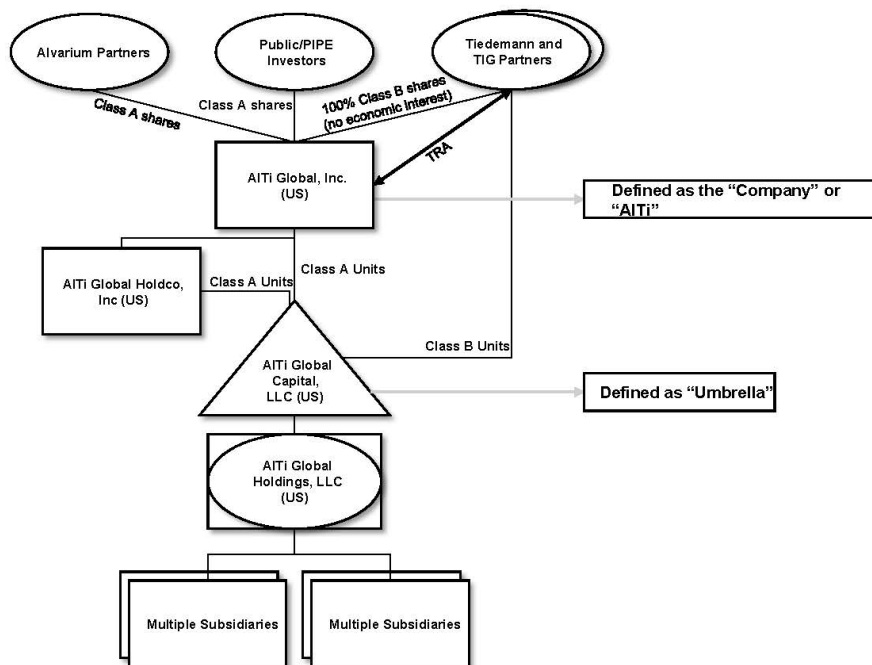 Alvarium Partners
Public/PIPE
Investors
Tiedemann and
TIG Partners
Class A shares
Class A shares
100% Class B shares
(no economic interest)
TRA
AlTi Global, Inc.
(US)
Defined as the “Company” or
“AlTi”
AlTi Global Holdco,
Inc (US)
Class A Units
Class A Units
Class B Units
AlTi Global
Capital,
LLC (US)
Defined as “Umbrella”
AlTi Global
Holdings, LLC
(US)
Multiple Subsidiaries
Multiple Subsidiaries